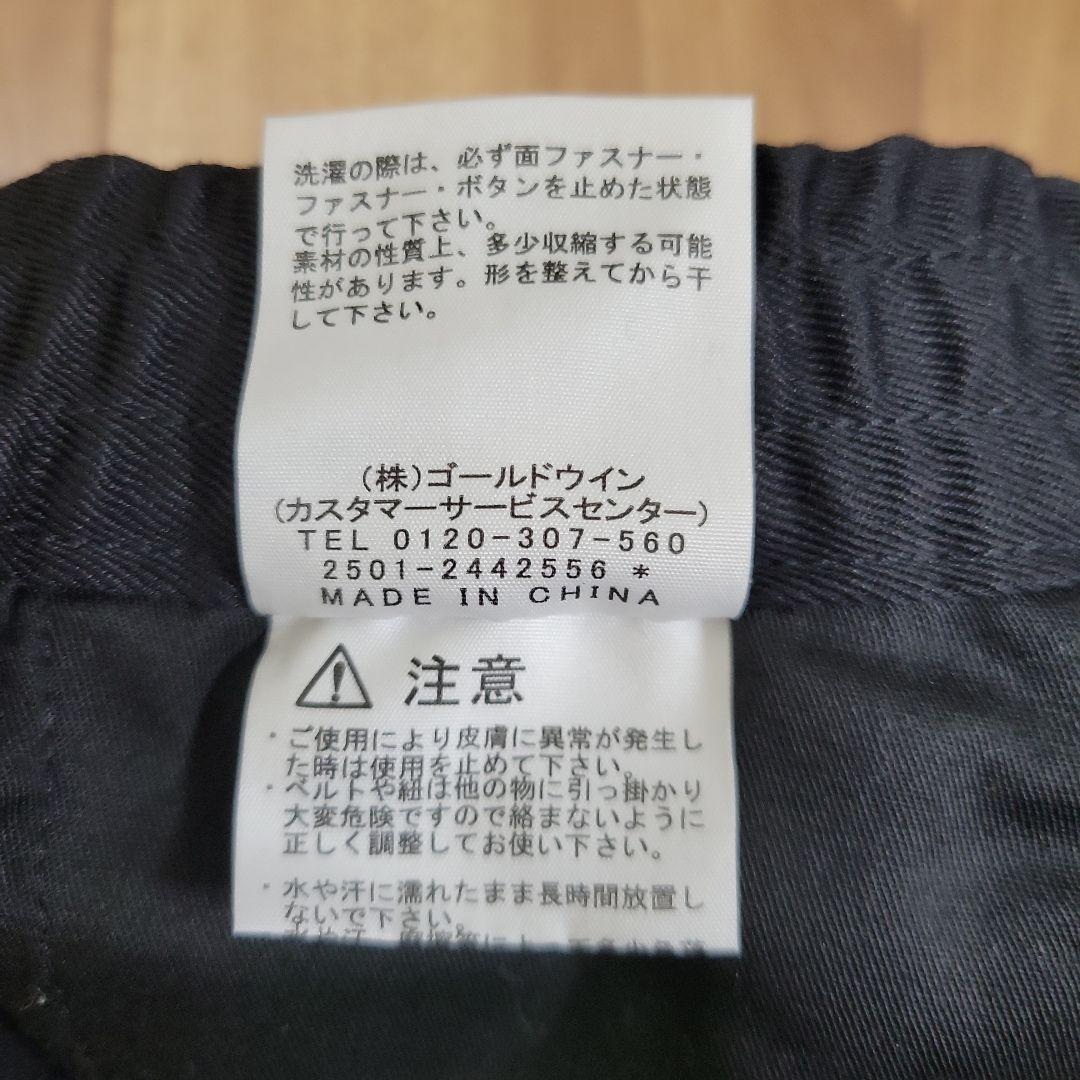 洗濯の際は、必ず面ファスナー・
ファスナー・ボタンを止めた状態
で行って下さい。
素材の性質上、多少収縮する可能
性があります。形を整えてから干
して下さい。
(株)ゴールドウイン
(カスタマーサービスセンター)
TEL 0120-307-560
2501-2442556 *
MADE IN CHINA
注意
・ご使用により皮膚に異常が発生し
た時は使用を止めて下さい。
・ベルトや紐は他の物に引っ掛かり
大変危険ですので絡まないように
正しく調整してお使い下さい。
・水や汗に濡れたまま長時間放置し
ないで下さい。